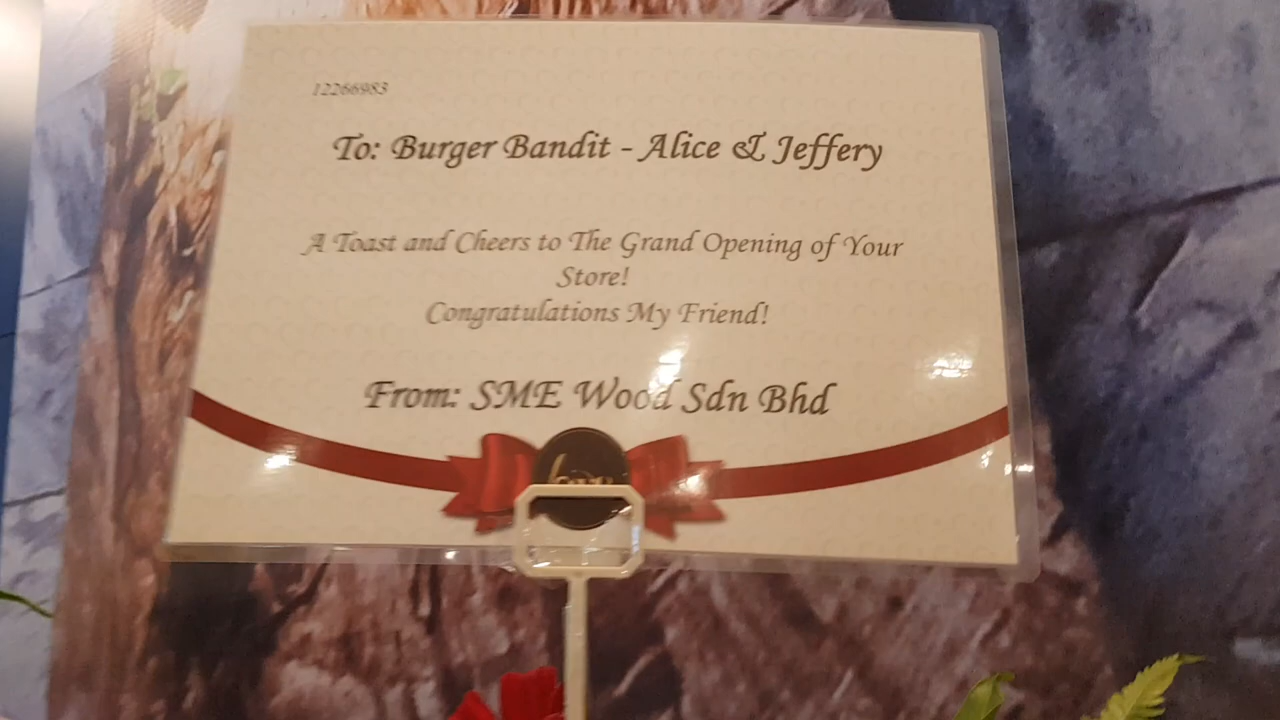 12266983
To: Burger Bandit - Alice & Jeffery
A Toast and Cheers to The Grand Opening of Your
Store!
Congratulations My Friend!
From: SME Wood Sdn Bhd